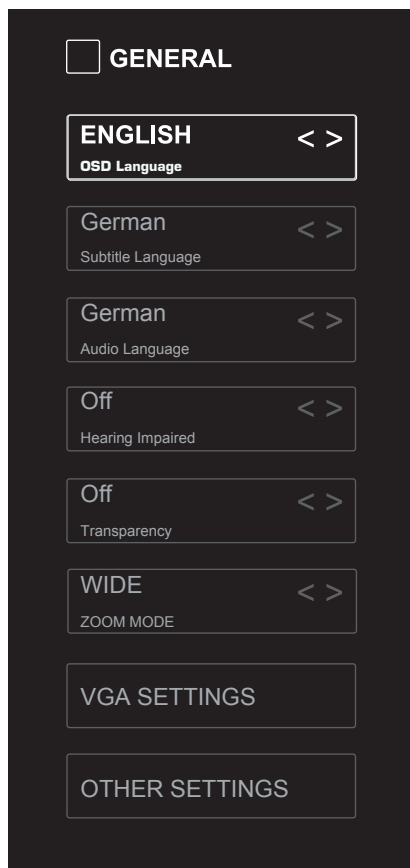 GENERAL
ENGLISH < >
OSD Language
German < >
Subtitle Language
German < >
Audio Language
Off < >
Hearing Impaired
Off < >
Transparency
WIDE < >
ZOOM MODE
VGA SETTINGS
OTHER SETTINGS